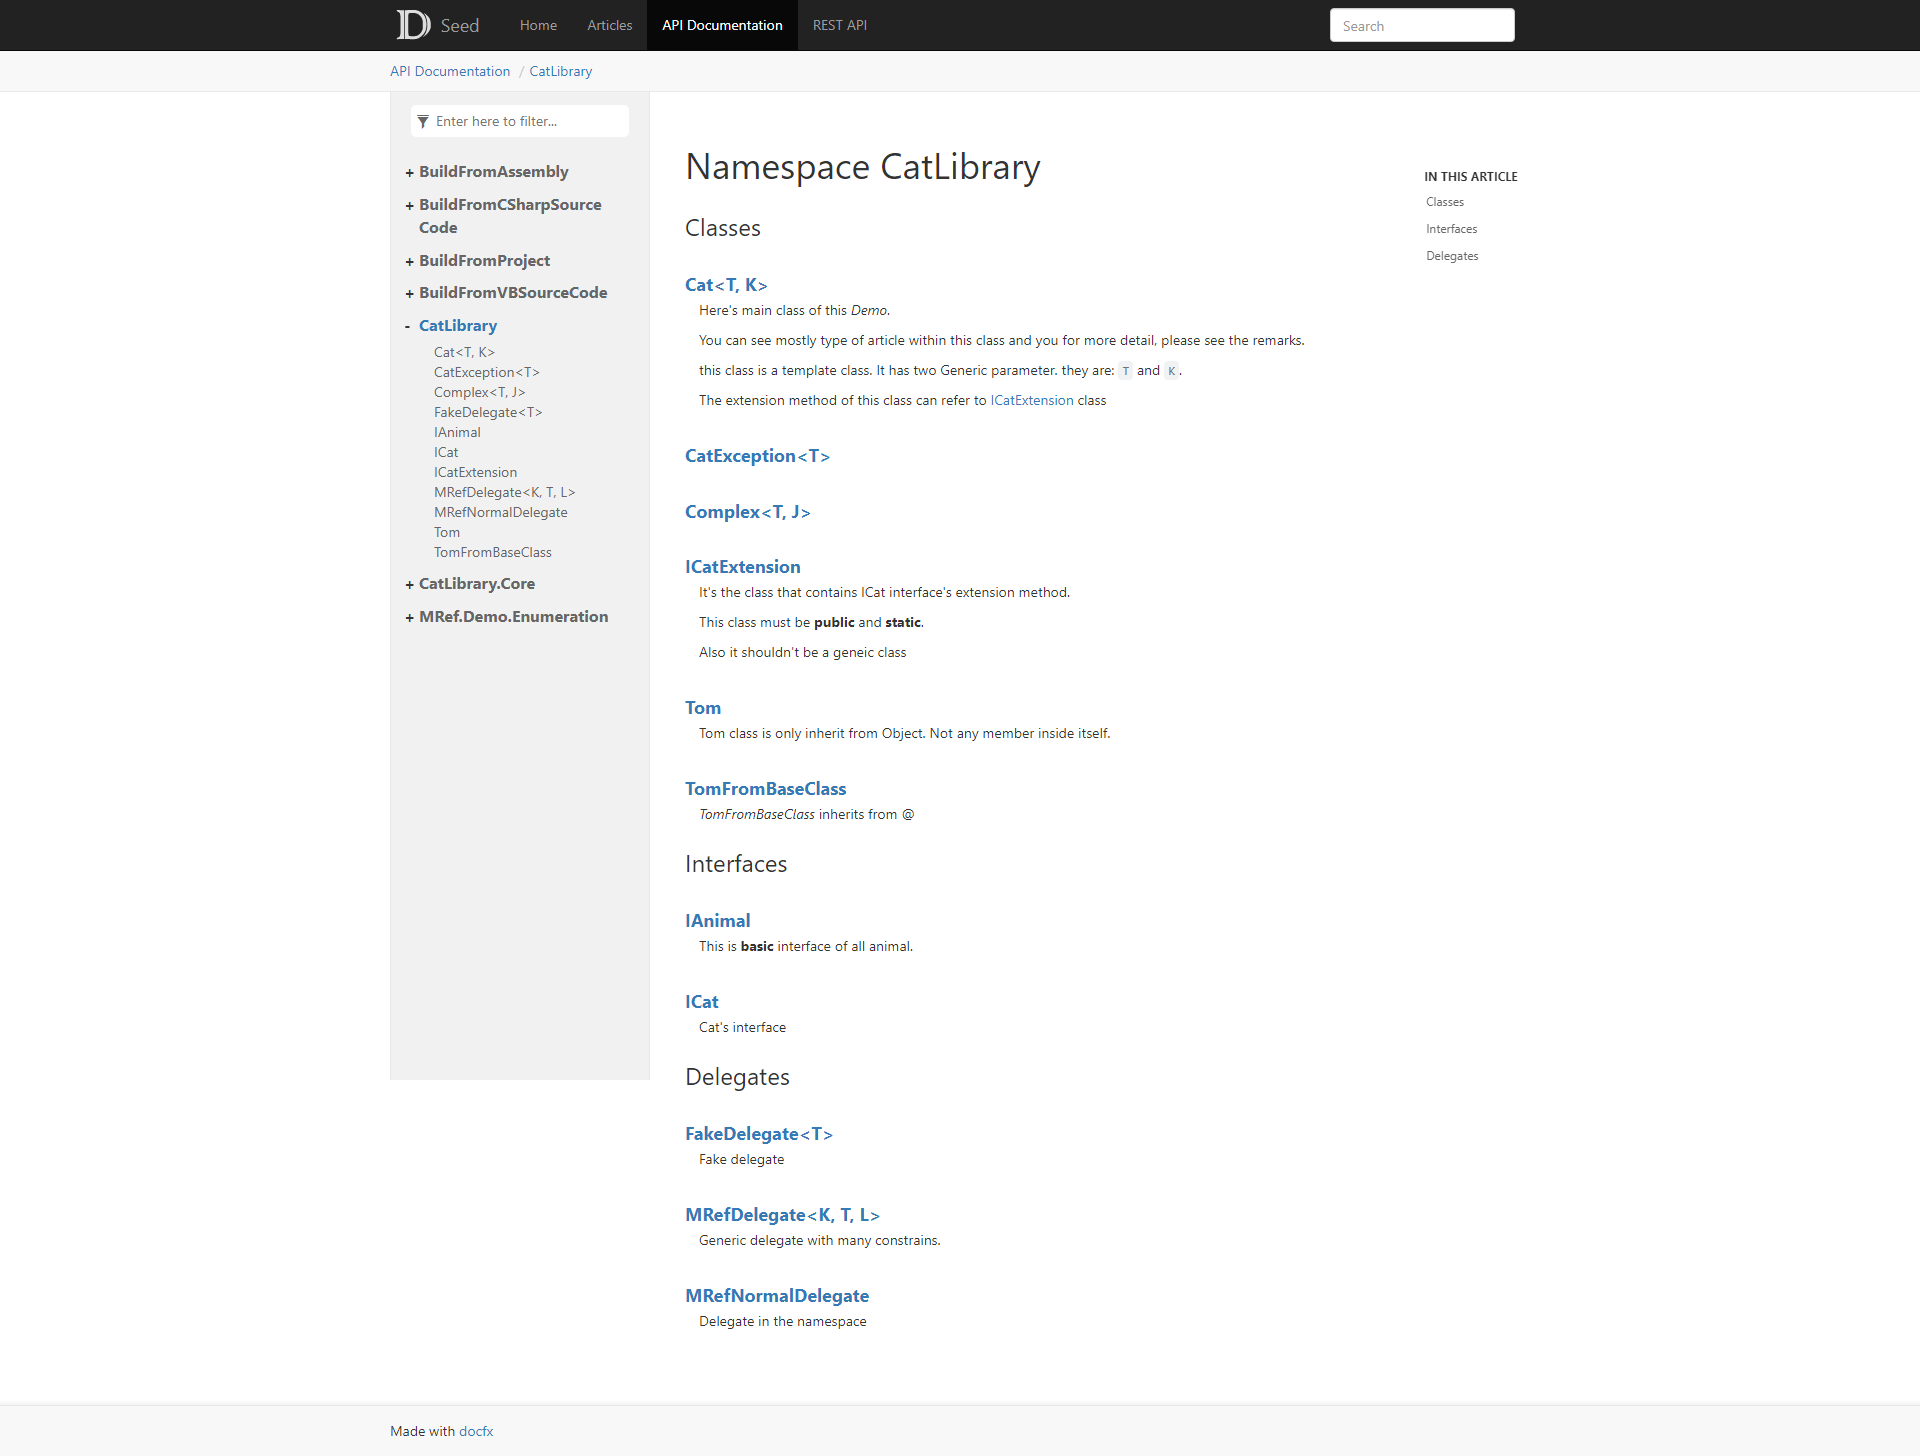 Seed
Home
Articles
API Documentation
REST API
Search
API Documentation / CatLibrary
Enter here to filter...
+ BuildFromAssembly
+ BuildFromCSharpSource
Code
+ BuildFromProject
+ BuildFromVBSourceCode
- CatLibrary
Cat<T, K>
CatException<T>
Complex<T, J>
FakeDelegate<T>
IAnimal
ICat
ICatExtension
MRefDelegate<K, T, L>
MRefNormalDelegate
Tom
TomFromBaseClass
+ CatLibrary.Core
+ MRef.Demo.Enumeration
Namespace CatLibrary
Classes
Cat<T, K>
Here's main class of this Demo.
You can see mostly type of article within this class and you for more detail, please see the remarks.
this class is a template class. It has two Generic parameter. they are: T and K.
The extension method of this class can refer to ICatExtension class
CatException<T>
Complex<T, J>
ICatExtension
It's the class that contains ICat interface's extension method.
This class must be public and static.
Also it shouldn't be a geneic class
Tom
Tom class is only inherit from Object. Not any member inside itself.
TomFromBaseClass
TomFromBaseClass inherits from @
Interfaces
IAnimal
This is basic interface of all animal.
ICat
Cat's interface
Delegates
FakeDelegate<T>
Fake delegate
MRefDelegate<K, T, L>
Generic delegate with many constrains.
MRefNormalDelegate
Delegate in the namespace
IN THIS ARTICLE
Classes
Interfaces
Delegates
Made with docfx